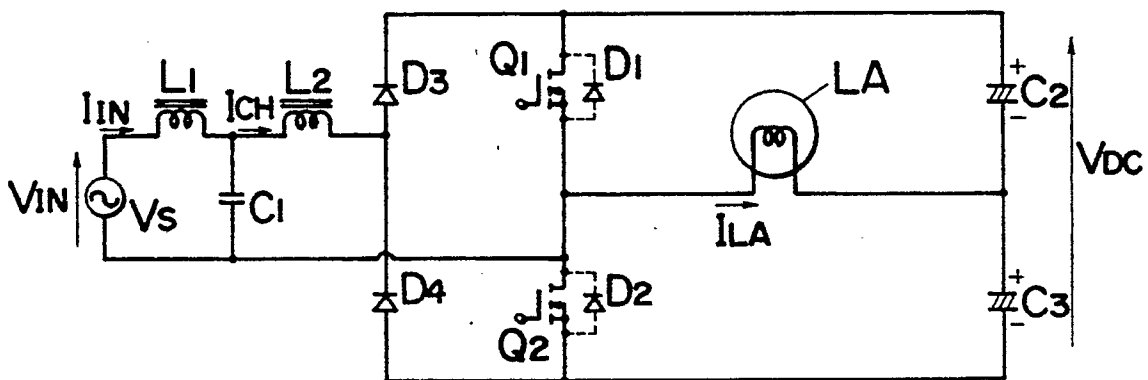 Q1
D1
L1
L2
D3
LA
IIN
ICH
+
C2
-
VDC
VIN
VS
C1
ILA
D4
D2
+
C3
-
Q2